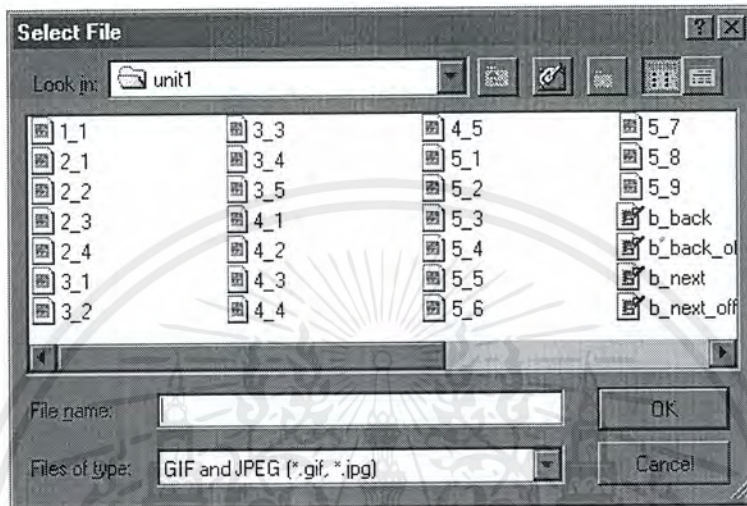 Select File
Look in: unit1
1_1 3_3 4_5 5_7
2_1 3_4 5_1 5_8
2_2 3_5 5_2 5_9
2_3 4_1 5_3 b_back
2_4 4_2 5_4 b_back_of
3_1 4_3 5_5 b_next
3_2 4_4 5_6 b_next_off
File name: OK
Files of type: GIF and JPEG (*.gif, *.jpg) Cancel